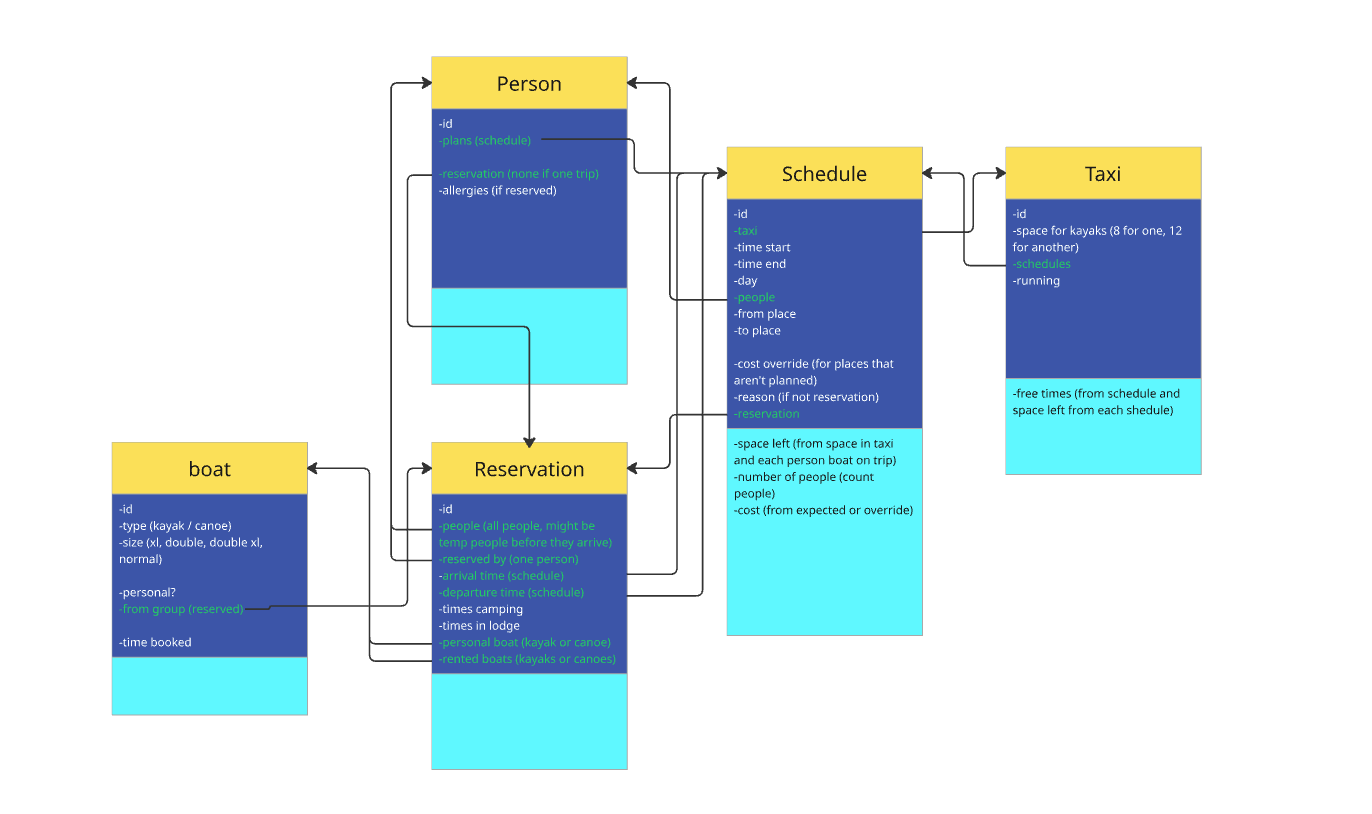 Person
-id
-plans (schedule)
-reservation (none if one trip)
-allergies (if reserved)
Schedule
-id
-taxi
-time start
-time end
-day
-people
-from place
-to place
-cost override (for places that
aren't planned)
-reason (if not reservation)
-reservation
-space left (from space in taxi
and each person boat on trip)
-number of people (count
people)
-cost (from expected or override)
Taxi
-id
-space for kayaks (8 for one, 12
for another)
-schedules
-running
-free times (from schedule and
space left from each shedule)
boat
-id
-type (kayak / canoe)
-size (xl, double, double xl,
normal)
-personal?
-from group (reserved)
-time booked
Reservation
-id
-people (all people, might be
temp people before they arrive)
-reserved by (one person)
-arrival time (schedule)
-departure time (schedule)
-times camping
-times in lodge
-personal boat (kayak or canoe)
-rented boats (kayaks or canoes)